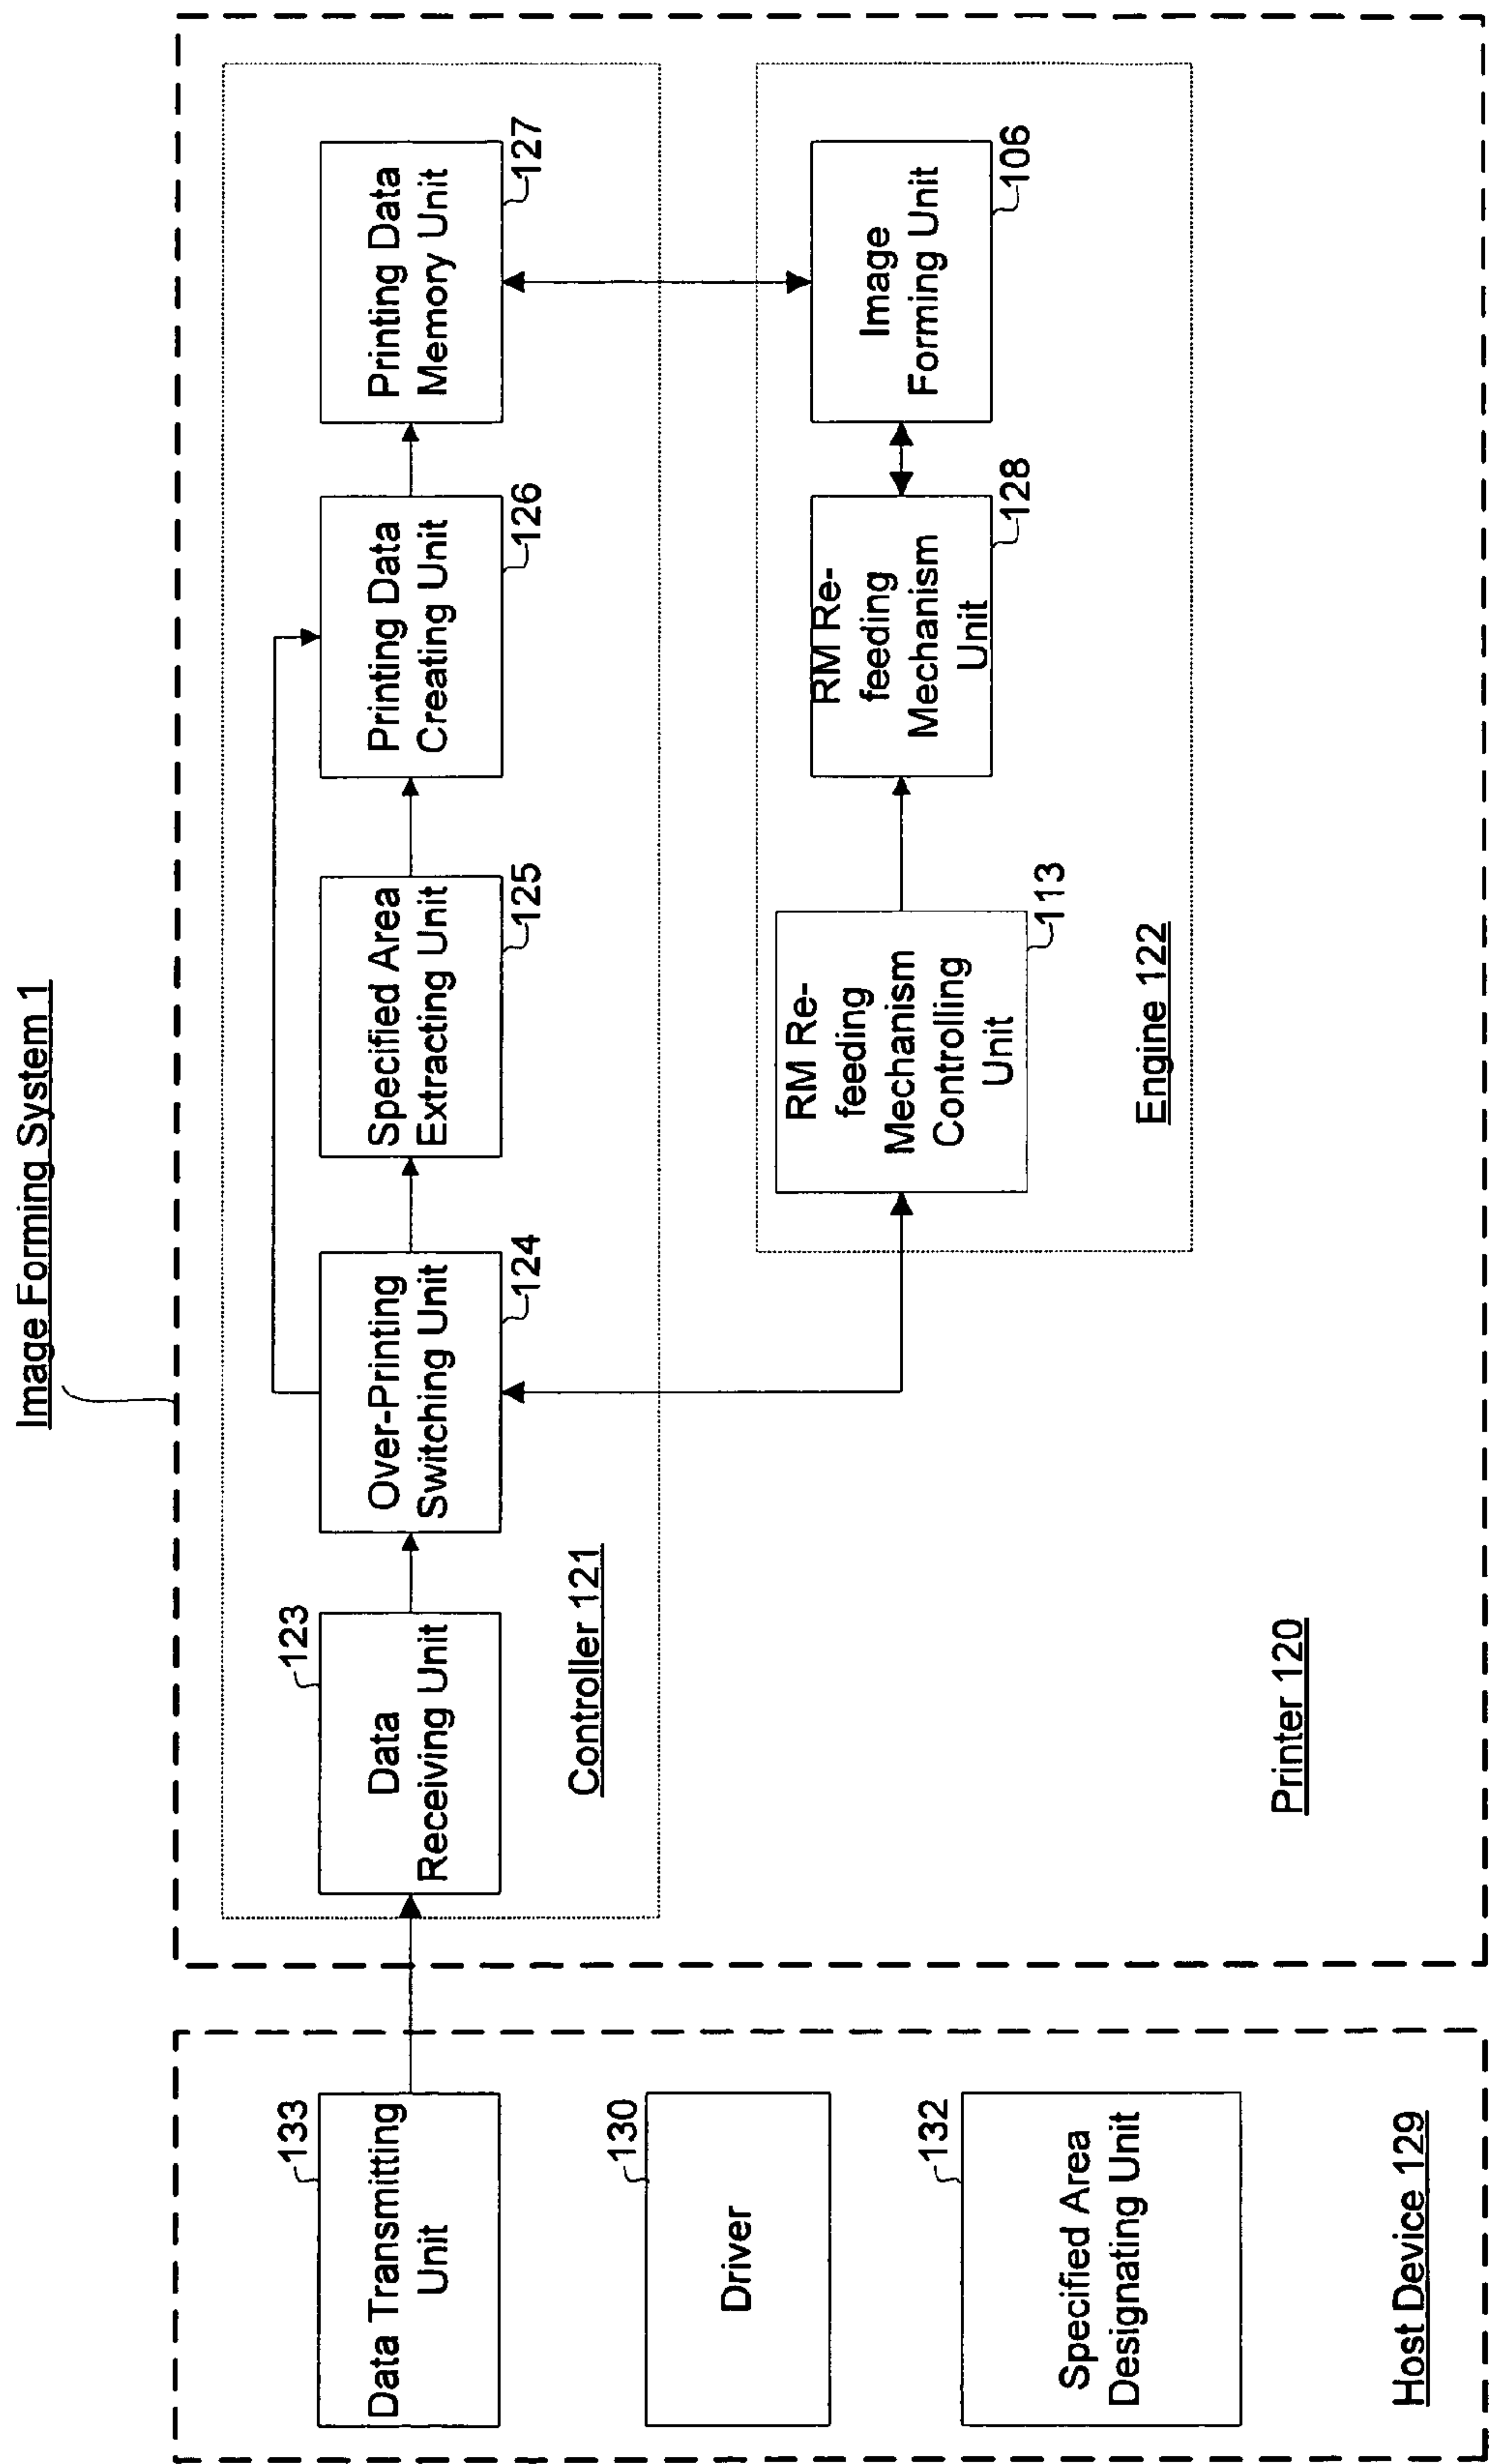 Image Forming System 1
Data Transmitting
Unit
133
Driver
130
Specified Area
Designating Unit
132
Host Device 129
Data
Receiving Unit
123
Over-Printing
Switching Unit
124
Specified Area
Extracting Unit
125
Printing Data
Creating Unit
126
Printing Data
Memory Unit
127
Controller 121
RM Re-
feeding
Mechanism
Controlling
Unit
113
RM Re-
feeding
Mechanism
Unit
128
Image
Forming Unit
106
Engine 122
Printer 120